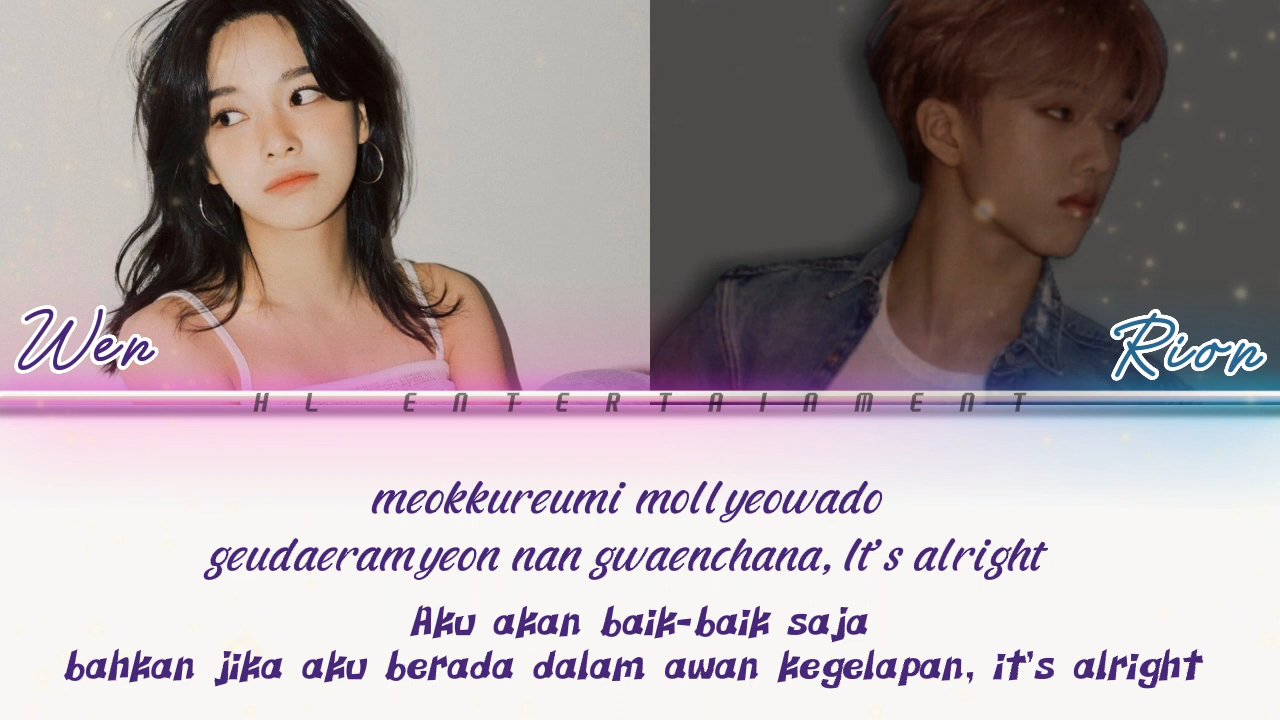 Wen
Rion
HL ENTERTAINMENT
meokkureumi mollyeowado
geudaeramyeon nan gwaenchana, It's alright
Aku akan baik-baik saja
bahkan jika aku berada dalam awan kegelapan, it's alright